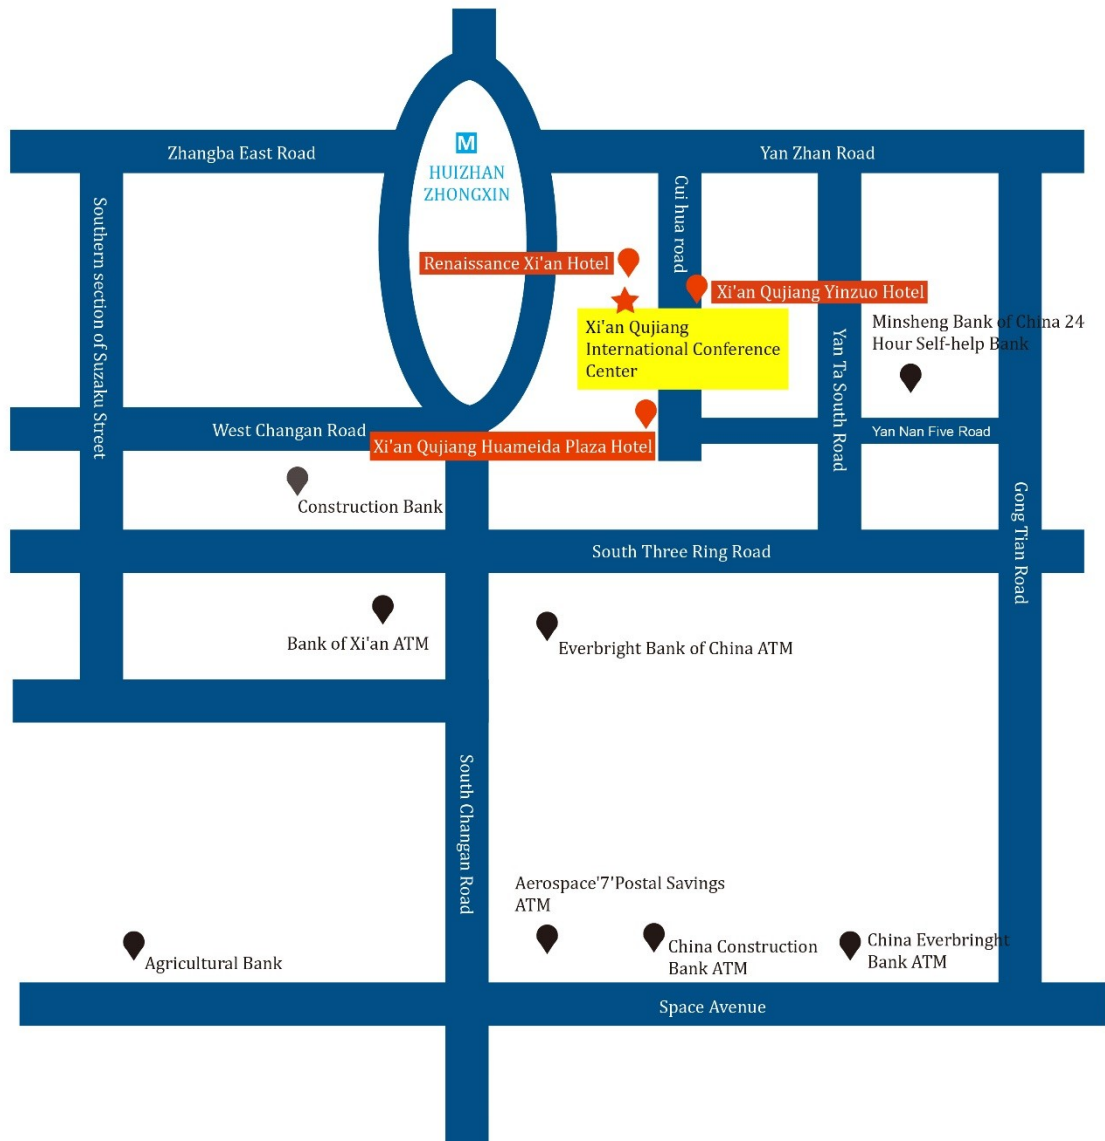 Zhangba East Road
M
HUIZHAN
ZHONGXIN
Yan Zhan Road
Southern section of Suzaku Street
Cui hua road
Renaissance Xi'an Hotel
Xi'an Qujiang Yinzuo Hotel
Xi'an Qujiang
International Conference
Center
Minsheng Bank of China 24
Hour Self-help Bank
Yan Ta South Road
West Changan Road
Xi'an Qujiang Huameida Plaza Hotel
Yan Nan Five Road
Construction Bank
Gong Tian Road
South Three Ring Road
Bank of Xi'an ATM
Everbright Bank of China ATM
South Changan Road
Aerospace'7'Postal Savings
ATM
Agricultural Bank
China Construction
Bank ATM
China Everbringht
Bank ATM
Space Avenue